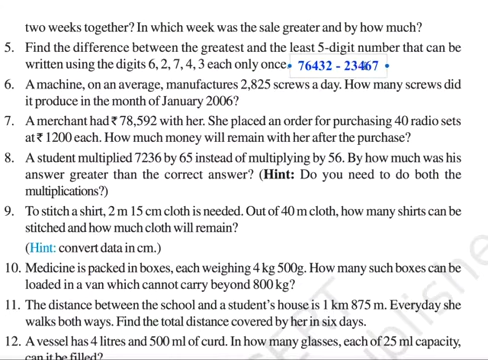 two weeks together? In which week was the sale greater and by how much?
5. Find the difference between the greatest and the least 5-digit number that can be
written using the digits 6, 2, 7, 4, 3 each only once. 76432 - 23467
6. A machine, on an average, manufactures 2,825 screws a day. How many screws did
it produce in the month of January 2006?
7. A merchant had ₹ 78,592 with her. She placed an order for purchasing 40 radio sets
at ₹ 1200 each. How much money will remain with her after the purchase?
8. A student multiplied 7236 by 65 instead of multiplying by 56. By how much was his
answer greater than the correct answer? (Hint: Do you need to do both the
multiplications?)
9. To stitch a shirt, 2 m 15 cm cloth is needed. Out of 40 m cloth, how many shirts can be
stitched and how much cloth will remain?
(Hint: convert data in cm.)
10. Medicine is packed in boxes, each weighing 4 kg 500g. How many such boxes can be
loaded in a van which cannot carry beyond 800 kg?
11. The distance between the school and a student's house is 1 km 875 m. Everyday she
walks both ways. Find the total distance covered by her in six days.
12. A vessel has 4 litres and 500 ml of curd. In how many glasses, each of 25 ml capacity,
can it be filled?